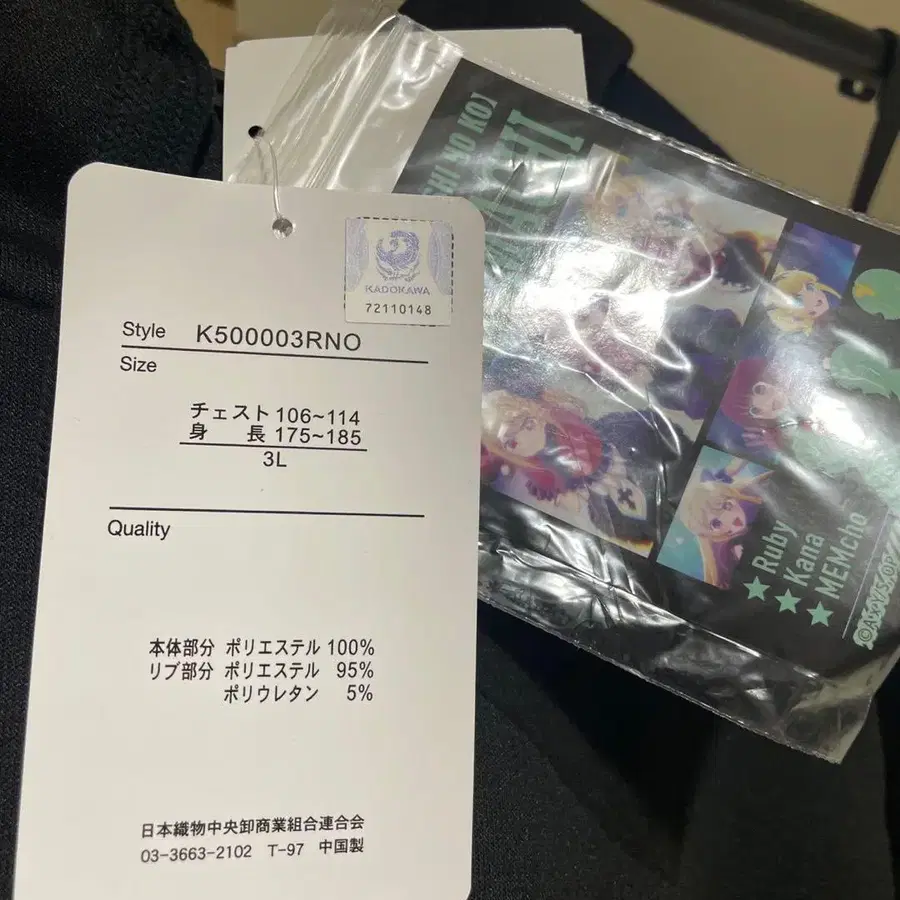 KADOKAWA
72110148
Style K500003RNO
Size
チェスト 106~114
身 長 175~185
3L
Quality
本体部分 ポリエステル 100%
リブ部分 ポリエステル 95%
ポリウレタン 5%
日本織物中央卸商業組合連合会
03-3663-2102 T-97 中国製
NO KO]
★ Ruby
★ Kana
★ MEMcho